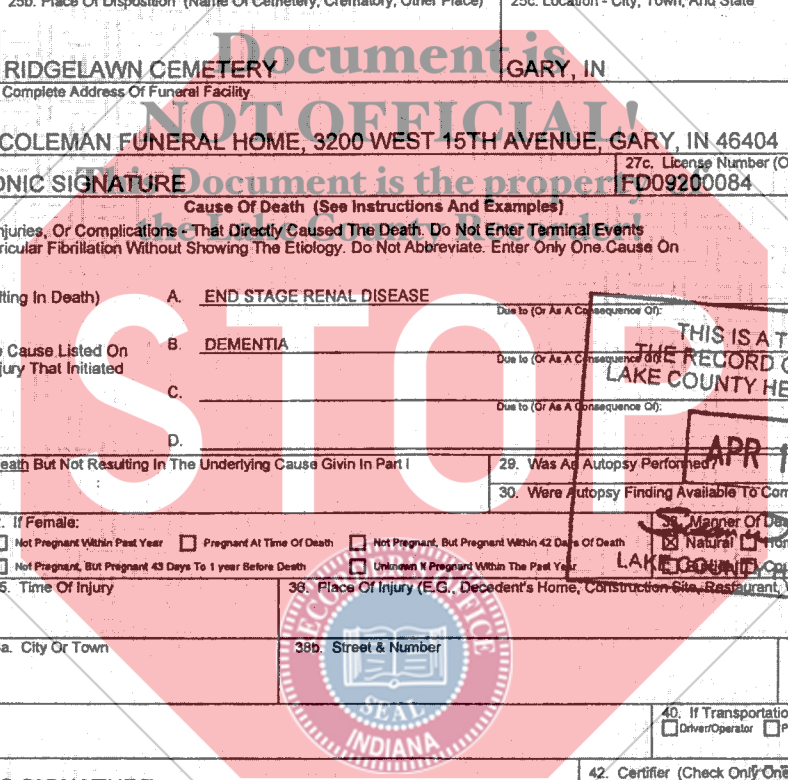 25b. Place Of Disposition (Name Of Cemetery, Crematory, Other Place) 25c. Location - City, Town, And State
Document is
RIDGELAWN CEMETERY GARY, IN
Complete Address Of Funeral Facility
NOT OFFICIAL!
COLEMAN FUNERAL HOME, 3200 WEST 15TH AVENUE, GARY, IN 46404
27c. License Number (O
ONIC SIGNATURE FD09200084
This Document is the property of
Cause Of Death (See Instructions And Examples)
the Lake County Recorder!
njuries, Or Complications - That Directly Caused The Death. Do Not Enter Terminal Events
ricular Fibrillation Without Showing The Etiology. Do Not Abbreviate. Enter Only One Cause On
lting In Death) A. END STAGE RENAL DISEASE
Due to (Or As A Consequence Of):
THIS IS A T
e Cause Listed On B. DEMENTIA
jury That Initiated
Due to (Or As A Consequence Of):
THE RECORD O
LAKE COUNTY HE
C.
Due to (Or As A Consequence Of):
STOP
D.
APR 1
eath But Not Resulting In The Underlying Cause Givin In Part I 29. Was An Autopsy Performed?
30. Were Autopsy Finding Available To Com
If Female: Manner Of Dea
Not Pregnant Within Past Year Pregnant At Time Of Death Not Pregnant, But Pregnant Within 42 Days Of Death Natural Hom
Not Pregnant, But Pregnant 43 Days To 1 year Before Death Unknown If Pregnant Within The Past Year
LAKE COUNTY H
5. Time Of Injury 36. Place Of Injury (E.G., Decedent's Home, Construction Site, Restaurant, W
a. City Or Town 38b. Street & Number
RECORDER'S OFFICE
SEAL
INDIANA
40. If Transportatio
Driver/Operator P
42. Certifier (Check Only One